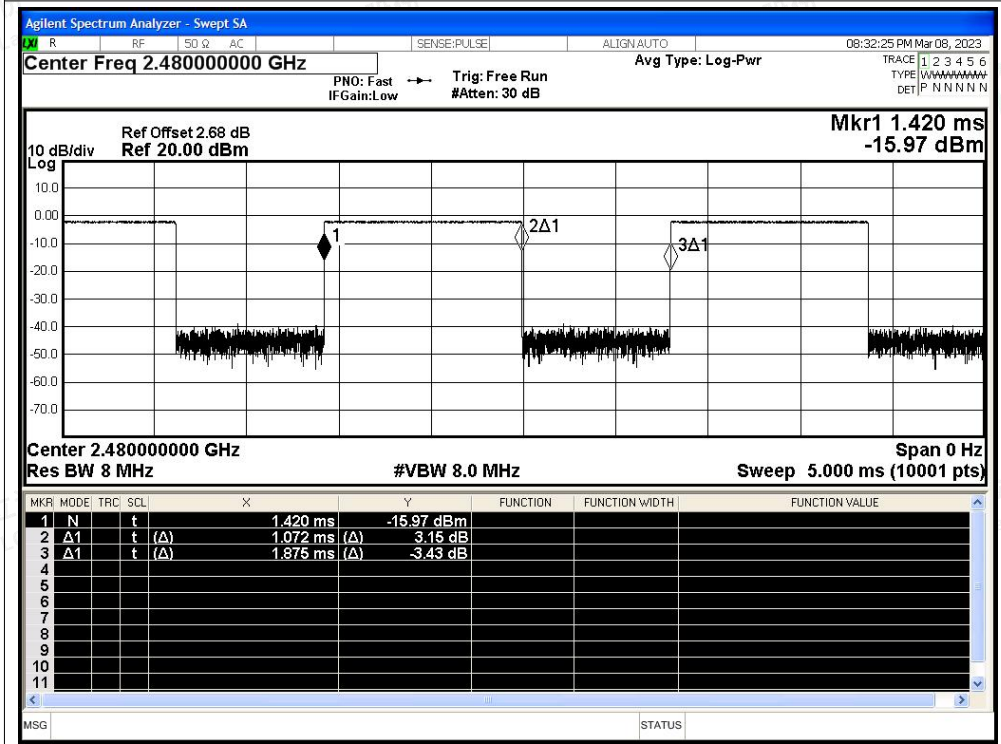 Agilent Spectrum Analyzer - Swept SA
LXI R RF 50 Ω AC SENSE:PULSE ALIGN AUTO 08:32:25 PM Mar 08, 2023
Center Freq 2.480000000 GHz Avg Type: Log-Pwr TRACE 1 2 3 4 5 6
PNO: Fast Trig: Free Run TYPE WWWWWW
IFGain:Low #Atten: 30 dB DET P N N N N N
Mkr1 1.420 ms
Ref Offset 2.68 dB
10 dB/div Ref 20.00 dBm -15.97 dBm
Log
10.0
0.00
1 2Δ1
-10.0
3Δ1
-20.0
-30.0
-40.0
-50.0
-60.0
-70.0
Center 2.480000000 GHz Span 0 Hz
Res BW 8 MHz #VBW 8.0 MHz Sweep 5.000 ms (10001 pts)
MKR MODE TRC SCL X Y FUNCTION FUNCTION WIDTH FUNCTION VALUE
1 N t 1.420 ms -15.97 dBm
2 Δ1 t (Δ) 1.072 ms (Δ) 3.15 dB
3 Δ1 t (Δ) 1.875 ms (Δ) -3.43 dB
4
5
6
7
8
9
10
11
MSG STATUS